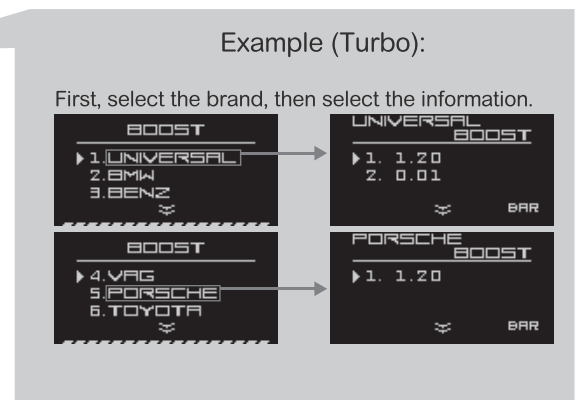 Example (Turbo):
First, select the brand, then select the information.
BOOST
1.UNIVERSAL
2.BMW
3.BENZ
UNIVERSAL
BOOST
1. 1.20
2. 0.01
BAR
BOOST
4.VAG
5.PORSCHE
6.TOYOTA
PORSCHE
BOOST
1. 1.20
BAR